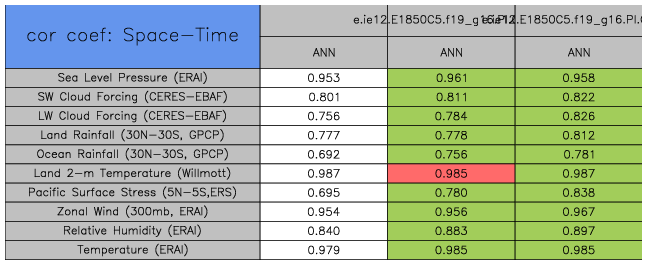 cor coef: Space-Time
e.ie12.E1850C5.f19_g16.PI.E1850C5.f19_g16.PI.
ANN ANN ANN
Sea Level Pressure (ERAI) 0.953 0.961 0.958
SW Cloud Forcing (CERES-EBAF) 0.801 0.811 0.822
LW Cloud Forcing (CERES-EBAF) 0.756 0.784 0.826
Land Rainfall (30N-30S, GPCP) 0.777 0.778 0.812
Ocean Rainfall (30N-30S, GPCP) 0.692 0.756 0.781
Land 2-m Temperature (Willmott) 0.987 0.985 0.987
Pacific Surface Stress (5N-5S,ERS) 0.695 0.780 0.838
Zonal Wind (300mb, ERAI) 0.954 0.956 0.967
Relative Humidity (ERAI) 0.840 0.883 0.897
Temperature (ERAI) 0.979 0.985 0.985